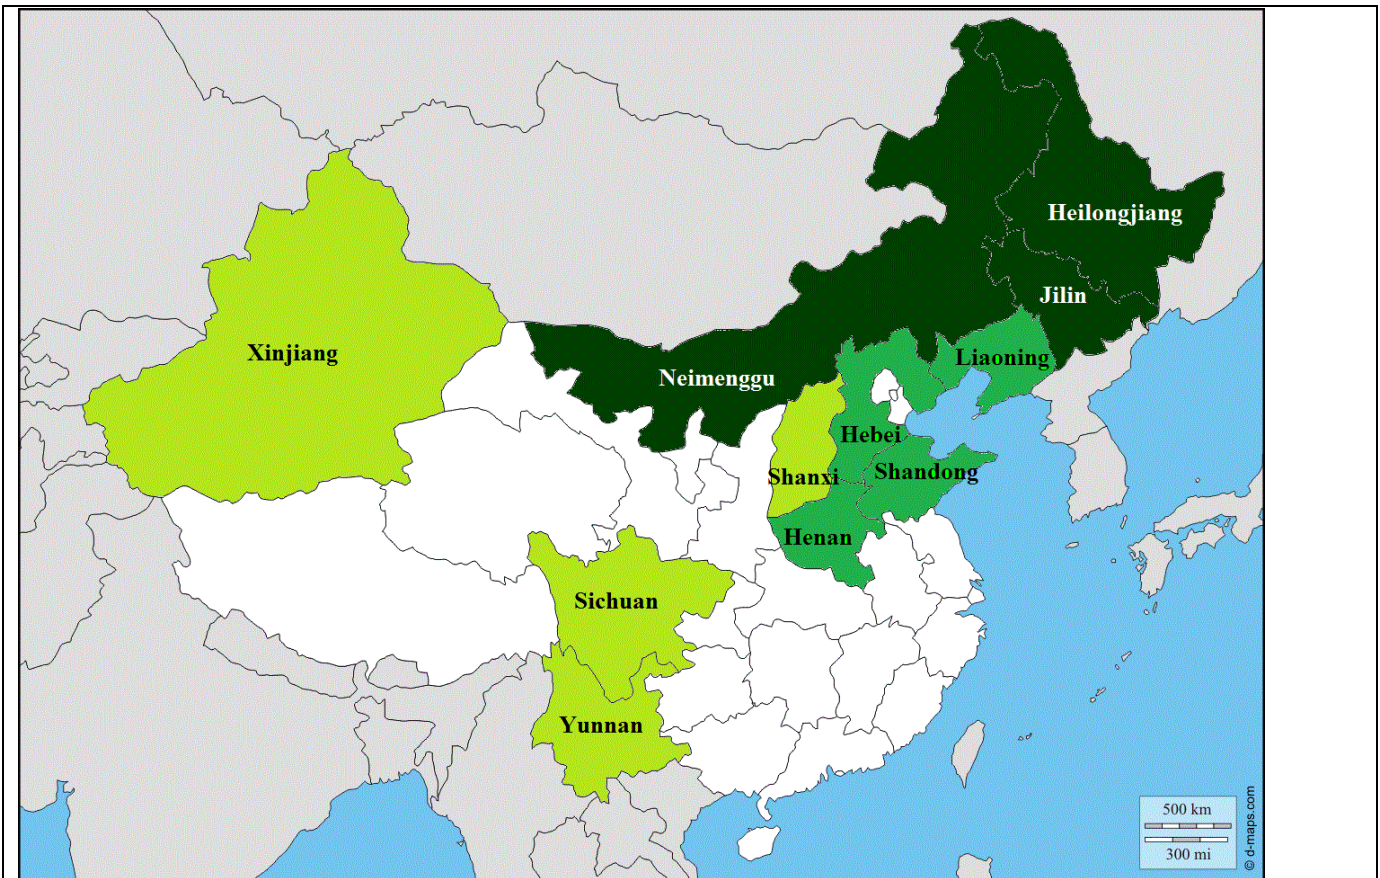 Heilongjiang
Jilin
Xinjiang
Liaoning
Neimenggu
Hebei
Shandong
Shanxi
Henan
Sichuan
Yunnan
500 km
300 mi
© d-maps.com